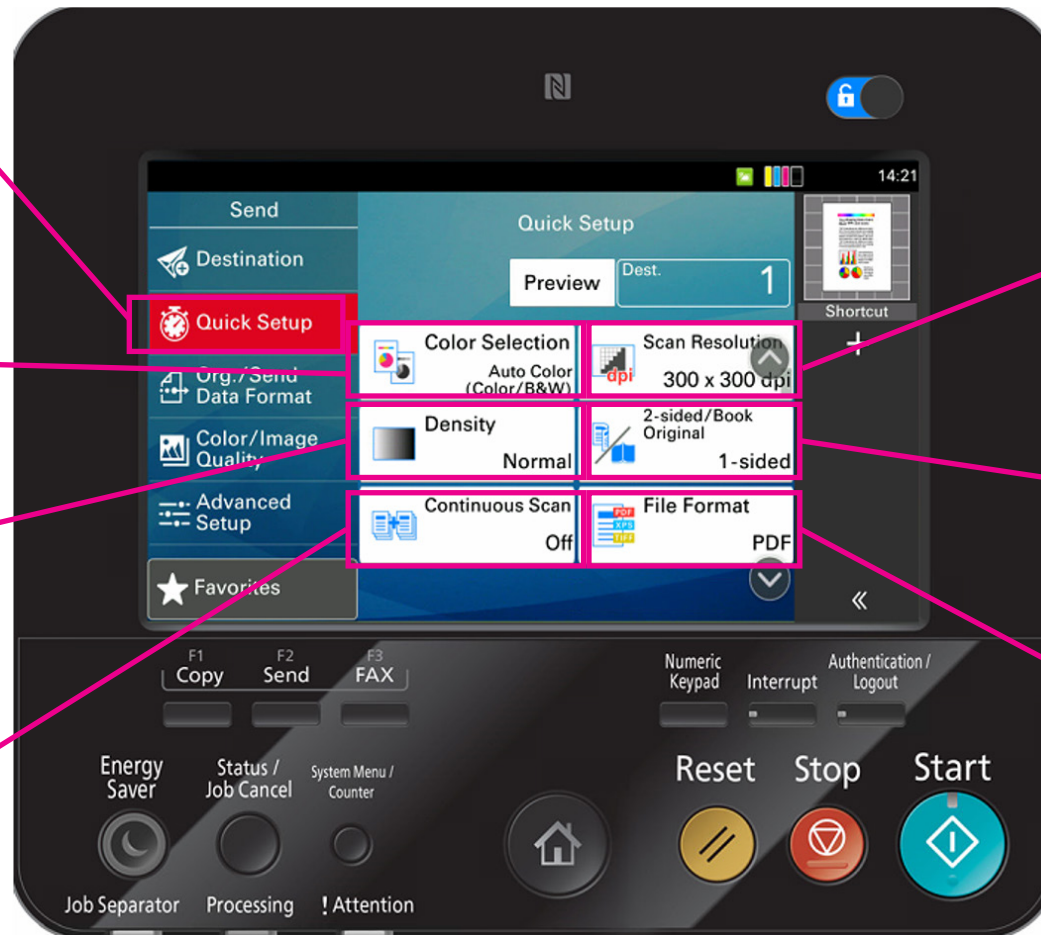 14:21
Send
Destination
Quick Setup
Org./Send
Data Format
Color/Image
Quality
Advanced
Setup
Favorites
Quick Setup
Preview
Dest.
1
Color Selection
Auto Color
(Color/B&W)
Scan Resolution
dpi
300 x 300 dpi
Density
Normal
2-sided/Book
Original
1-sided
Continuous Scan
Off
File Format
PDF
XPS
TIFF
PDF
Shortcut
F1 F2 F3
Copy Send FAX
Numeric
Keypad
Interrupt
Authentication /
Logout
Energy
Saver
Status /
Job Cancel
System Menu /
Counter
Reset Stop Start
Job Separator Processing ! Attention